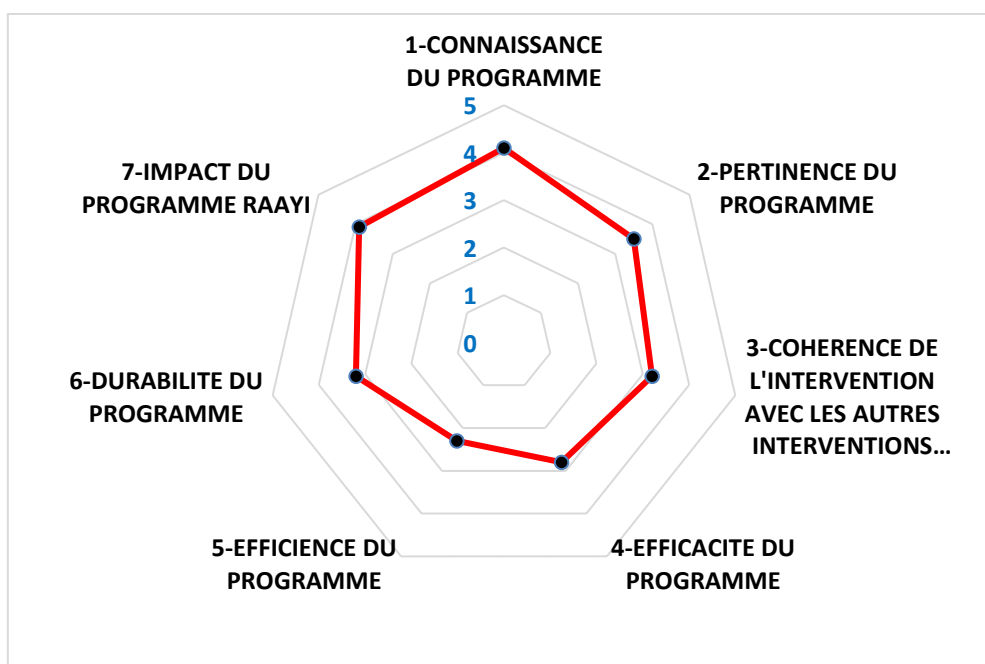 1-CONNAISSANCE
DU PROGRAMME
5
4
3
2
1
0
2-PERTINENCE DU
PROGRAMME
3-COHERENCE DE
L'INTERVENTION
AVEC LES AUTRES
INTERVENTIONS…
4-EFFICACITE DU
PROGRAMME
5-EFFICIENCE DU
PROGRAMME
6-DURABILITE DU
PROGRAMME
7-IMPACT DU
PROGRAMME RAAYI